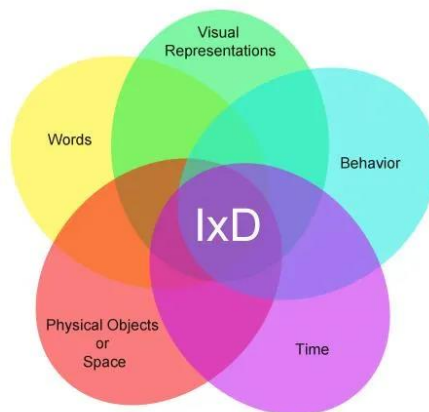 Visual
Representations
Words
Behavior
IxD
Physical Objects
or
Space
Time